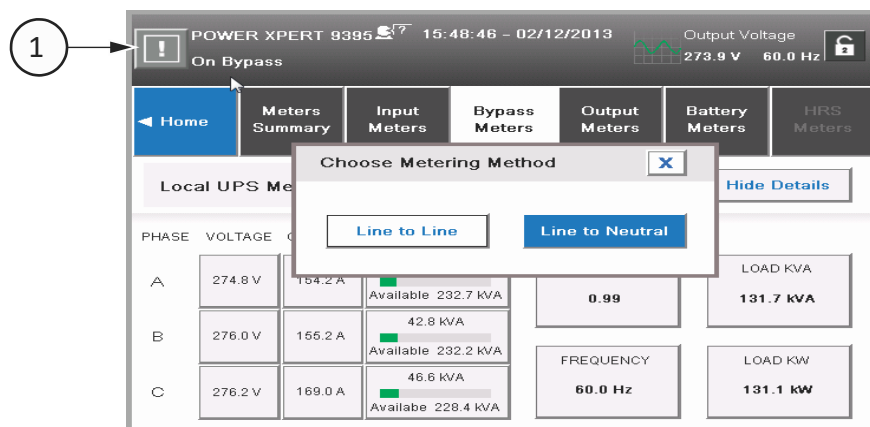 1
POWER XPERT 9395 ? 15:48:46 - 02/12/2013
On Bypass
Output Voltage
273.9 V 60.0 Hz
2
◄ Home
Meters Summary
Input Meters
Bypass Meters
Output Meters
Battery Meters
HRS Meters
Choose Metering Method
X
Local UPS Me
Hide Details
Line to Line
Line to Neutral
PHASE VOLTAGE
A 274.8 V 154.2 A
Available 232.7 kVA
0.99
LOAD KVA
131.7 kVA
B 276.0 V 155.2 A
42.8 kVA
Available 232.2 kVA
C 276.2 V 169.0 A
46.6 kVA
Availabe 228.4 kVA
FREQUENCY
60.0 Hz
LOAD KW
131.1 kW